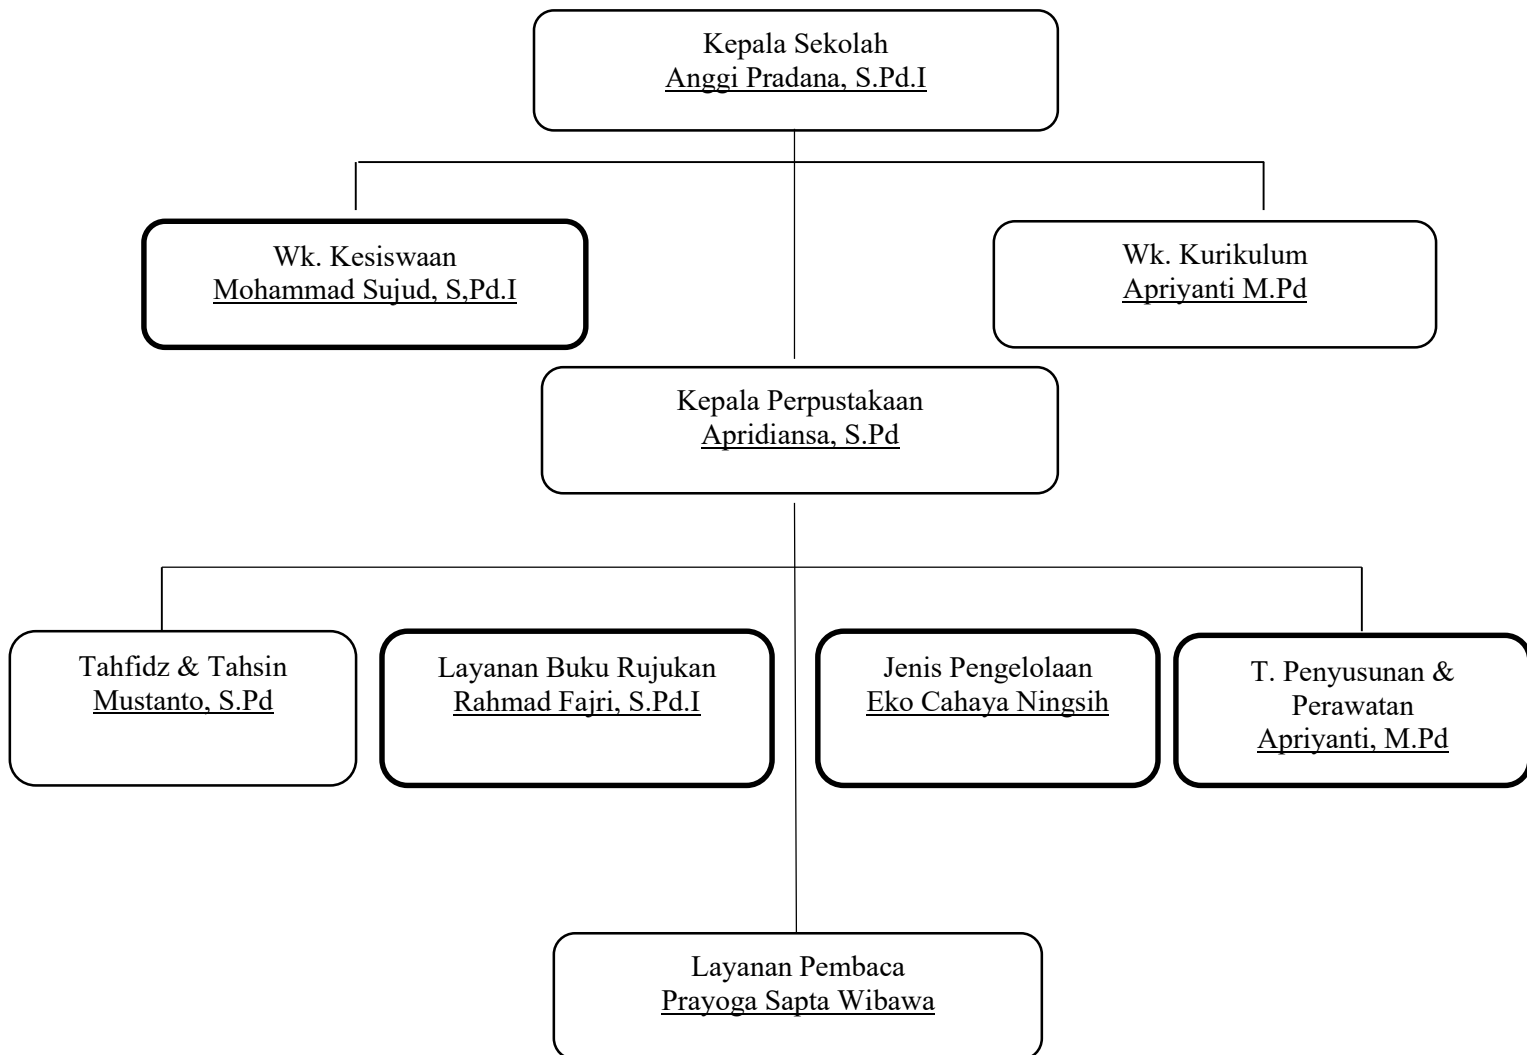 Kepala Sekolah
Anggi Pradana, S.Pd.I
Wk. Kesiswaan
Mohammad Sujud, S,Pd.I
Wk. Kurikulum
Apriyanti M.Pd
Kepala Perpustakaan
Apridiansa, S.Pd
Tahfidz & Tahsin
Mustanto, S.Pd
Layanan Buku Rujukan
Rahmad Fajri, S.Pd.I
Jenis Pengelolaan
Eko Cahaya Ningsih
T. Penyusunan &
Perawatan
Apriyanti, M.Pd
Layanan Pembaca
Prayoga Sapta Wibawa